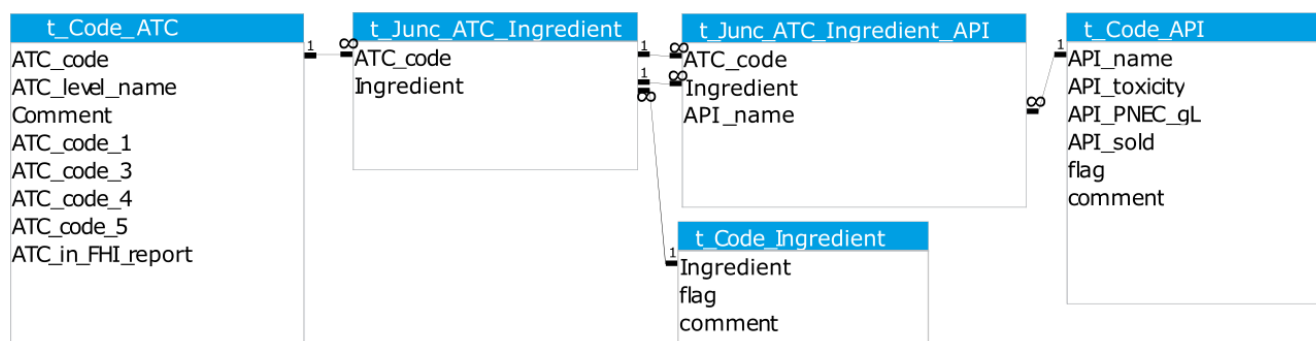 t_Code_ATC
ATC_code
ATC_level_name
Comment
ATC_code_1
ATC_code_3
ATC_code_4
ATC_code_5
ATC_in_FHI_report
1
∞
t_Junc_ATC_Ingredient
ATC_code
Ingredient
1
∞
1
∞
∞
t_Junc_ATC_Ingredient_API
ATC_code
Ingredient
API_name
∞
1
t_Code_API
API_name
API_toxicity
API_PNEC_gL
API_sold
flag
comment
1
t_Code_Ingredient
Ingredient
flag
comment